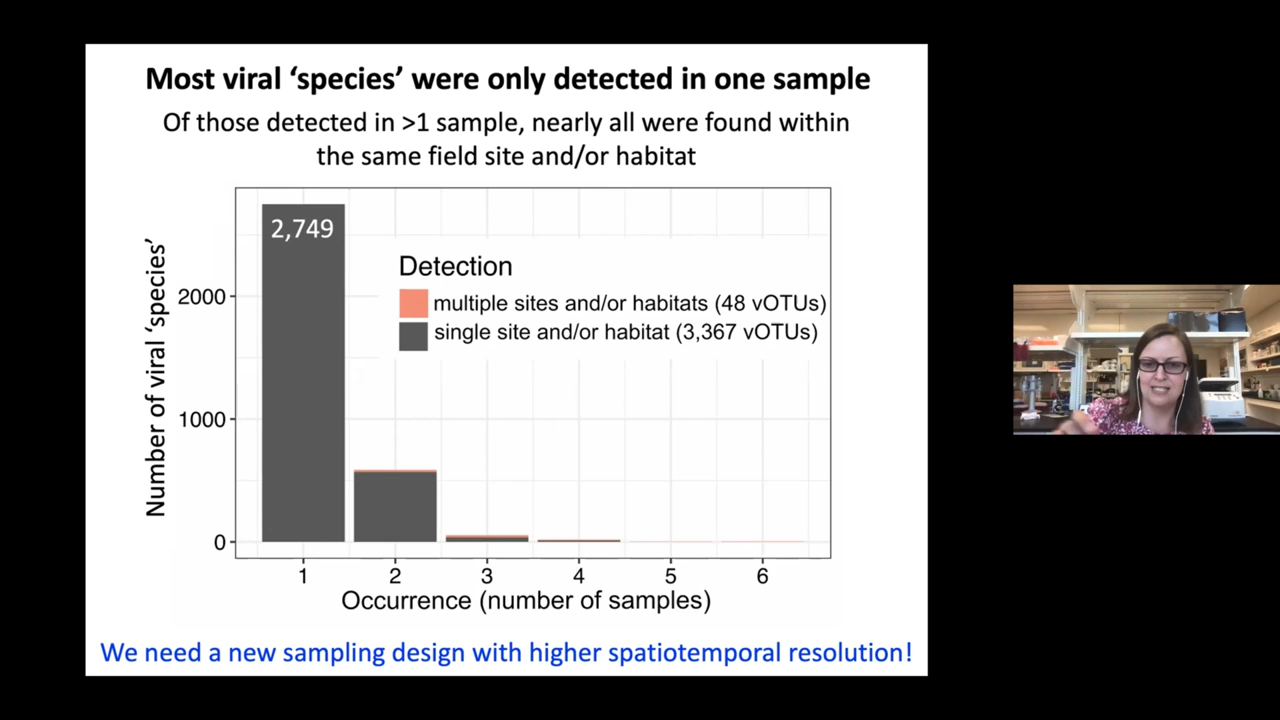 Most viral ‘species’ were only detected in one sample
Of those detected in >1 sample, nearly all were found within
the same field site and/or habitat
Number of viral ‘species’
2000
1000
0
2,749
Detection
multiple sites and/or habitats (48 vOTUs)
single site and/or habitat (3,367 vOTUs)
1 2 3 4 5 6
Occurrence (number of samples)
We need a new sampling design with higher spatiotemporal resolution!